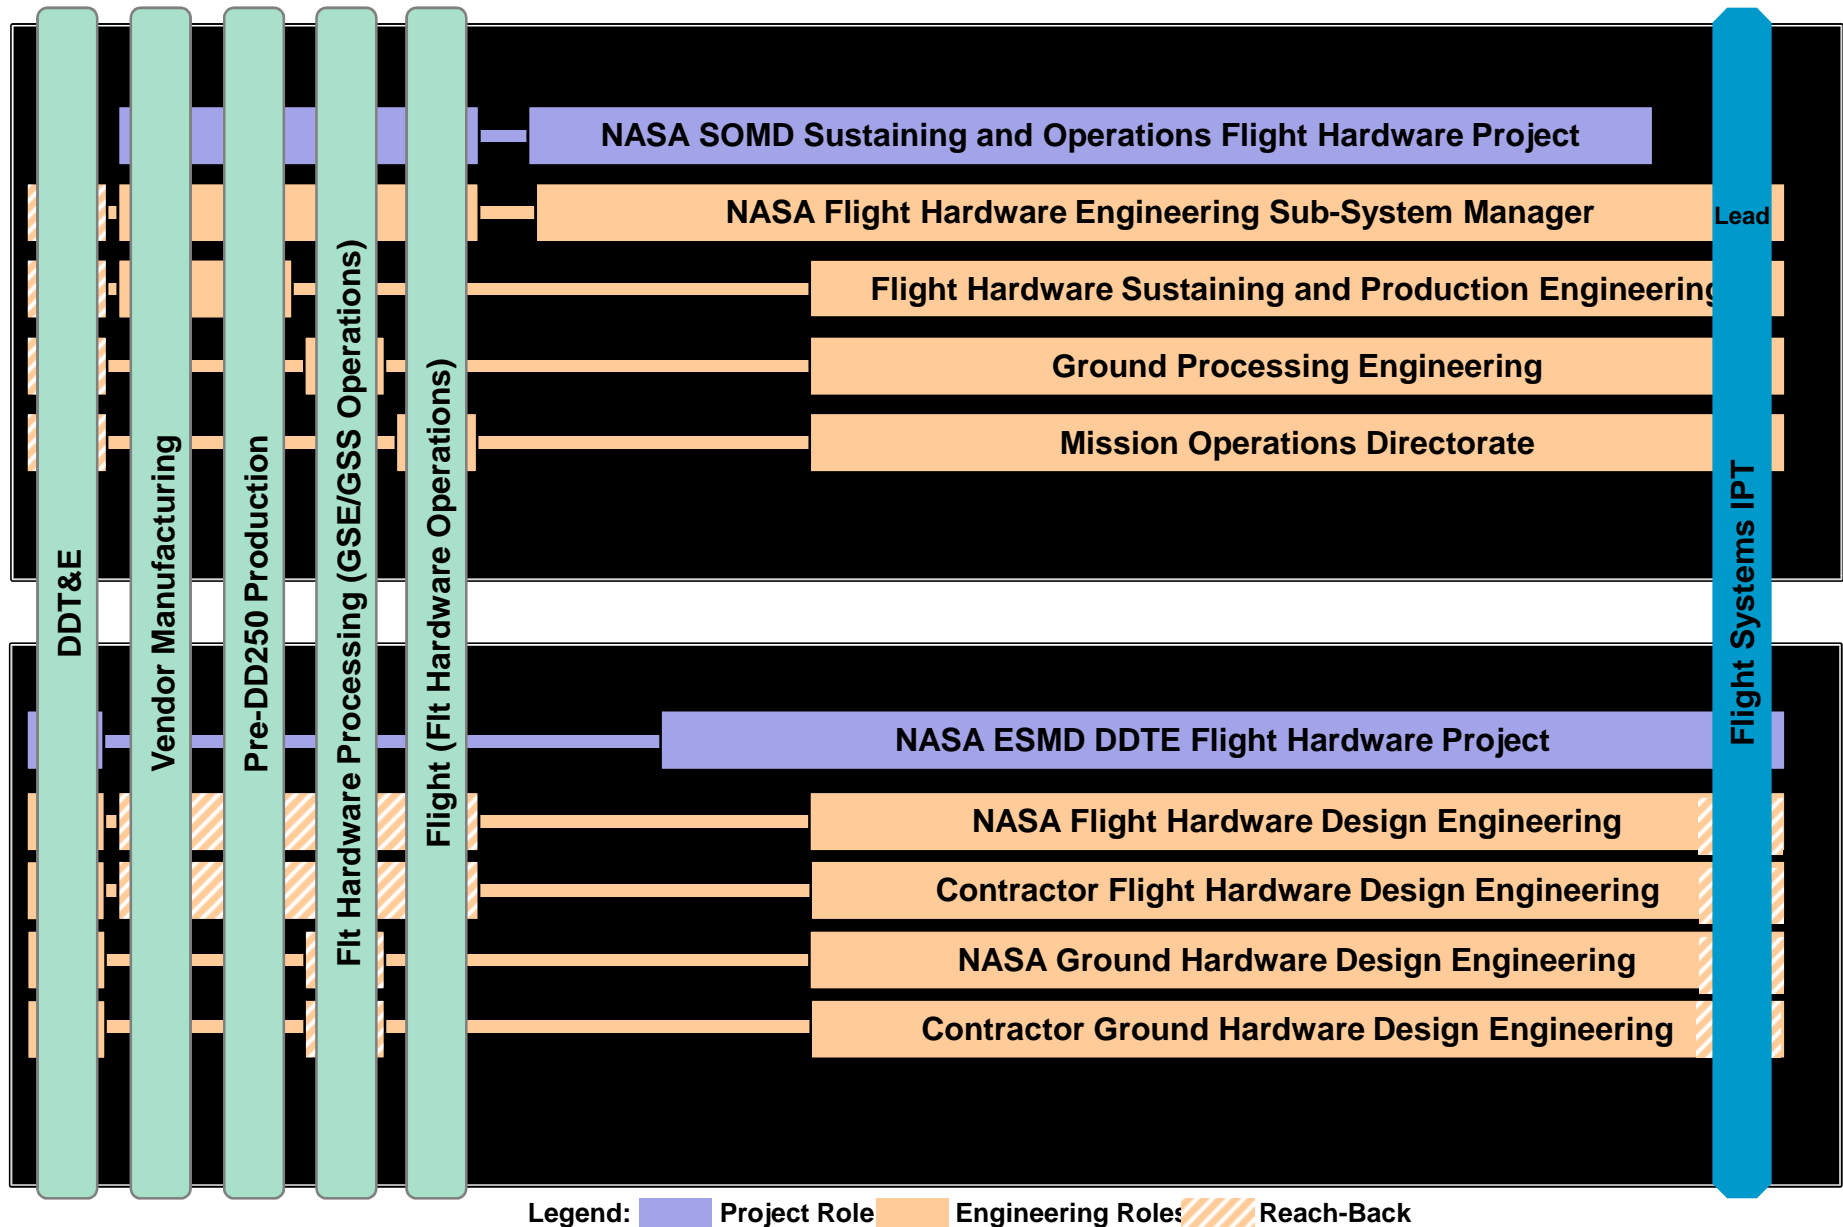 NASA SOMD Sustaining and Operations Flight Hardware Project
NASA Flight Hardware Engineering Sub-System Manager
Lead
Flight Hardware Sustaining and Production Engineering
Ground Processing Engineering
Mission Operations Directorate
DDT&E
Vendor Manufacturing
Pre-DD250 Production
Flt Hardware Processing (GSE/GSS Operations)
Flight (Flt Hardware Operations)
Flight Systems IPT
NASA ESMD DDTE Flight Hardware Project
NASA Flight Hardware Design Engineering
Contractor Flight Hardware Design Engineering
NASA Ground Hardware Design Engineering
Contractor Ground Hardware Design Engineering
Legend: Project Role Engineering Roles Reach-Back